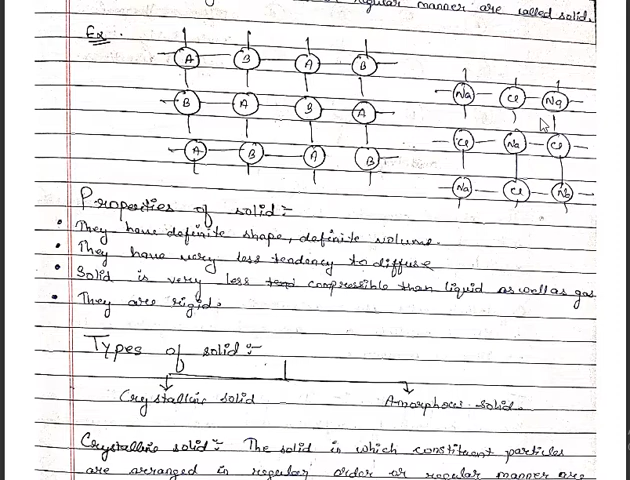 regular manner are called solid.
Ex.
A B A B
Na Cl Na
B A B A
Cl Na Cl
A B A B
Na Cl Na
Properties of solid:-
• They have definite shape, definite volume.
• They have very less tendency to diffuse
• Solid is very less compressible than liquid as well as gas
• They are rigid.
Types of solid:-
Crystalline solid Amorphous solid.
Crystalline solid:- The solid in which constituent particles
are arranged in regular order or regular manner are